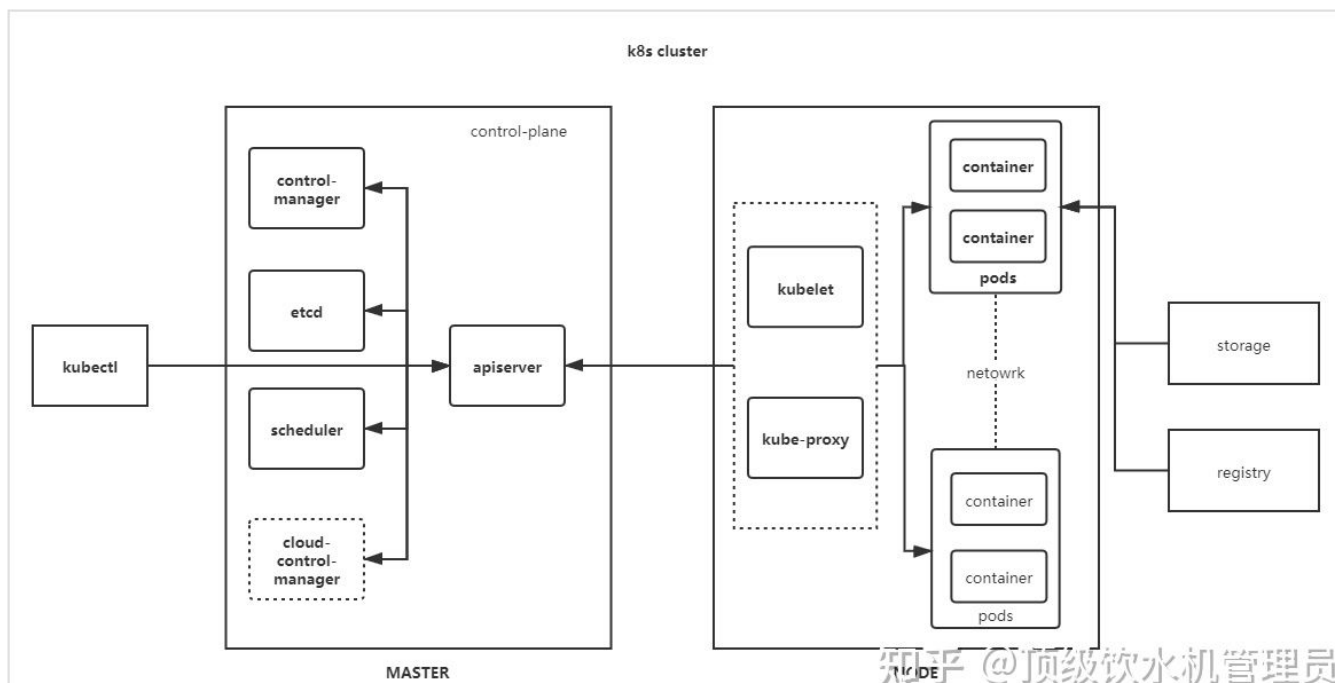 k8s cluster
control-plane
control-
manager
etcd
kubectl
apiserver
scheduler
cloud-
control-
manager
MASTER
kubelet
kube-proxy
container
container
pods
netowrk
container
container
pods
NODE
storage
registry
知乎 @顶级饮水机管理员